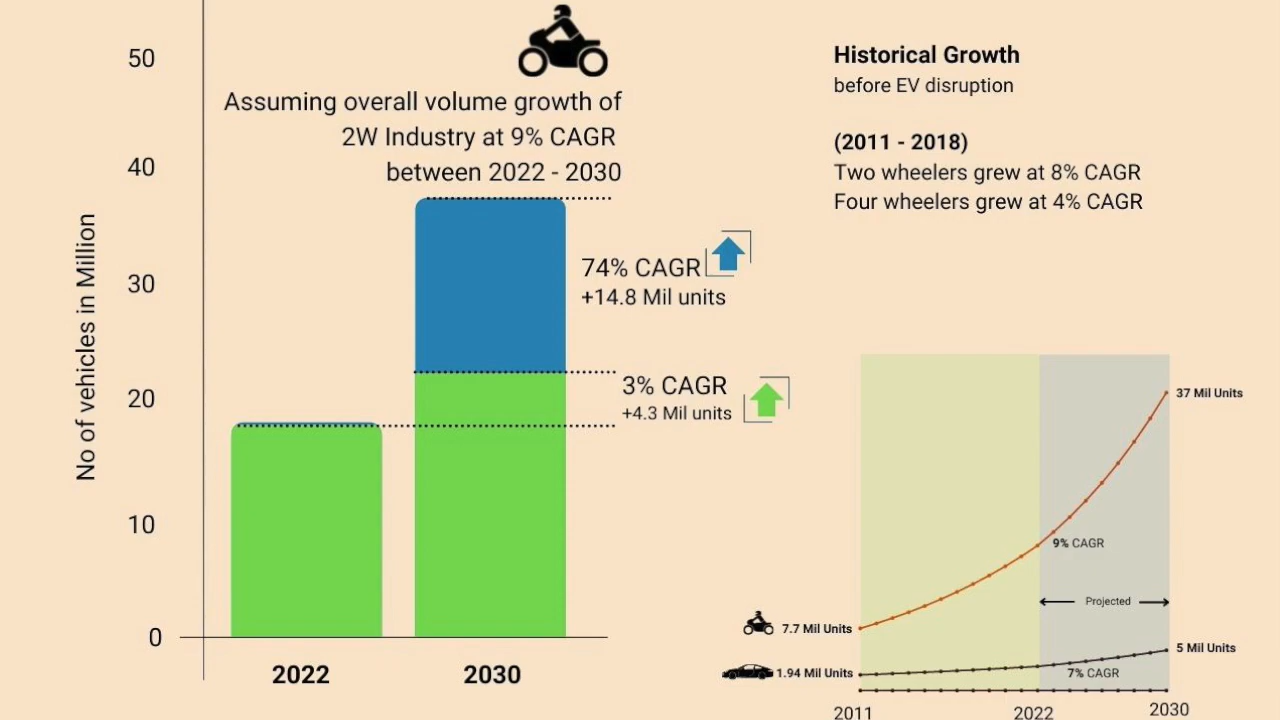 No of vehicles in Million
50
40
30
20
10
0
Assuming overall volume growth of
2W Industry at 9% CAGR
between 2022 - 2030
74% CAGR
+14.8 Mil units
3% CAGR
+4.3 Mil units
2022
2030
Historical Growth
before EV disruption
(2011 - 2018)
Two wheelers grew at 8% CAGR
Four wheelers grew at 4% CAGR
37 Mil Units
9% CAGR
Projected
7.7 Mil Units
5 Mil Units
1.94 Mil Units
7% CAGR
2011
2022
2030